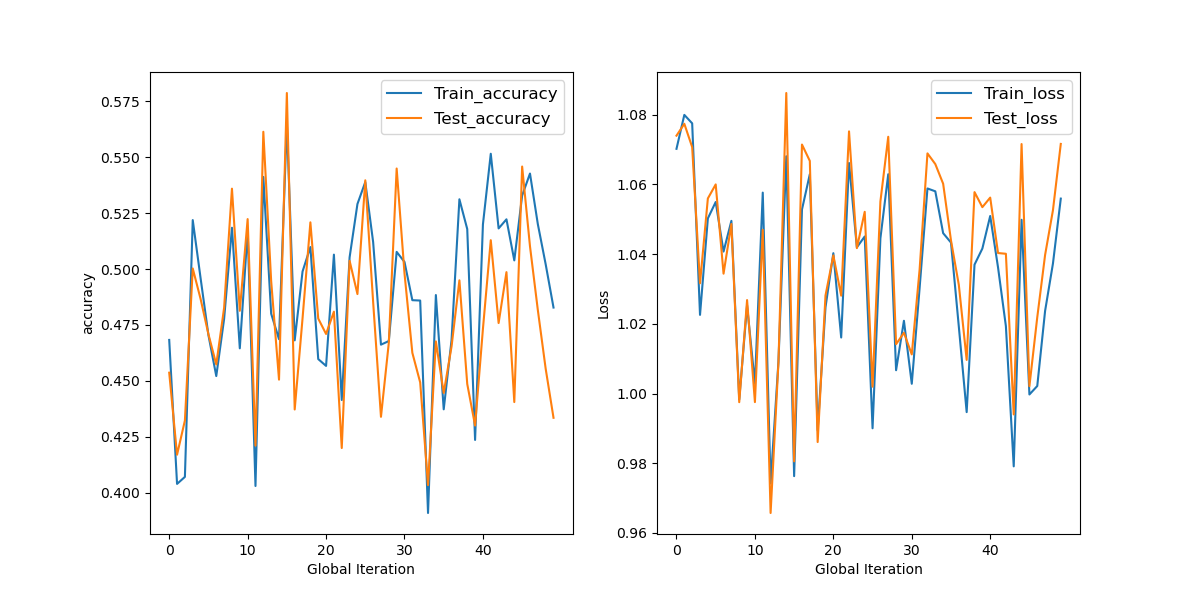 Train_accuracy
Test_accuracy
0.575
0.550
0.525
0.500
0.475
0.450
0.425
0.400
accuracy
0 10 20 30 40
Global Iteration
Train_loss
Test_loss
1.08
1.06
1.04
1.02
1.00
0.98
0.96
Loss
0 10 20 30 40
Global Iteration